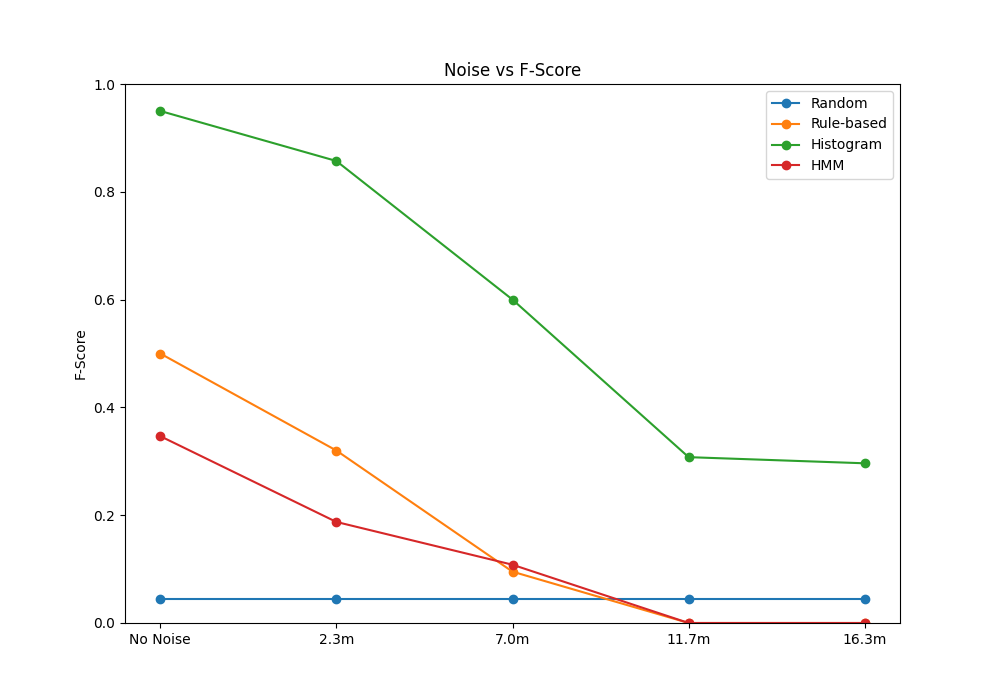 Noise vs F-Score
1.0
0.8
0.6
0.4
0.2
0.0
F-Score
Random
Rule-based
Histogram
HMM
No Noise 2.3m 7.0m 11.7m 16.3m